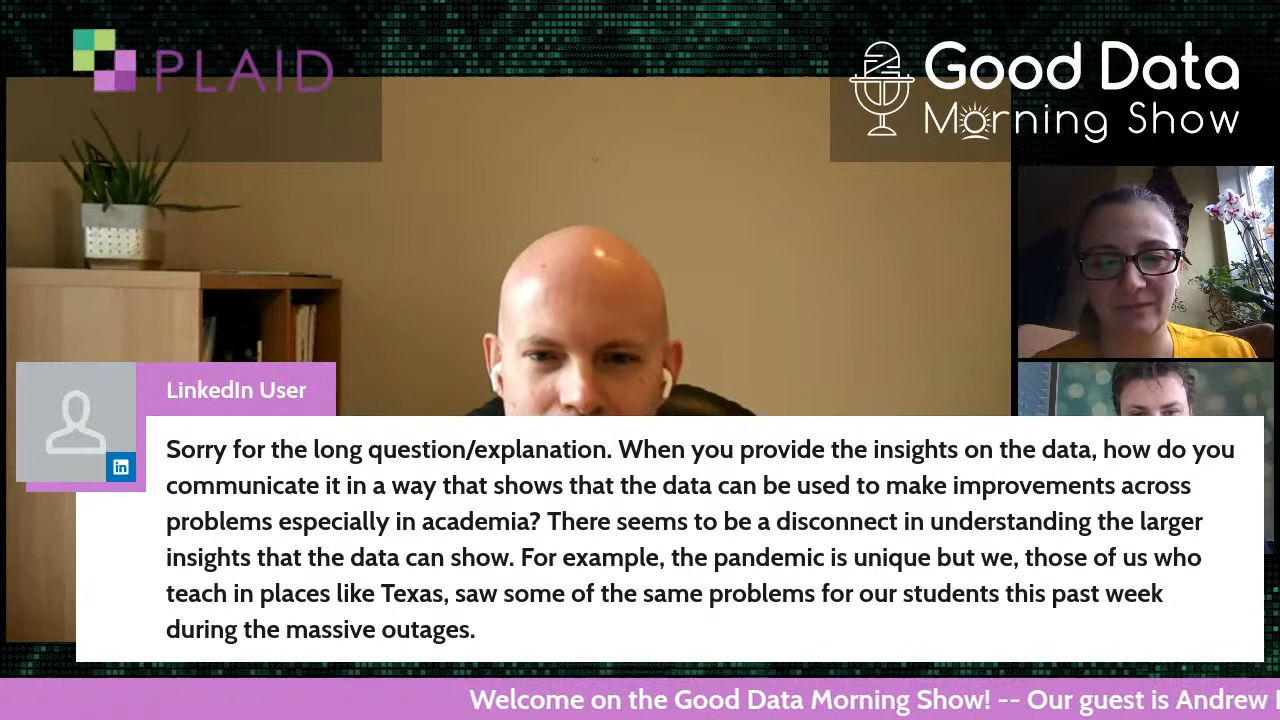 PLAID
Good Data
Morning Show
LinkedIn User
in
Sorry for the long question/explanation. When you provide the insights on the data, how do you
communicate it in a way that shows that the data can be used to make improvements across
problems especially in academia? There seems to be a disconnect in understanding the larger
insights that the data can show. For example, the pandemic is unique but we, those of us who
teach in places like Texas, saw some of the same problems for our students this past week
during the massive outages.
Welcome on the Good Data Morning Show! -- Our guest is Andrew